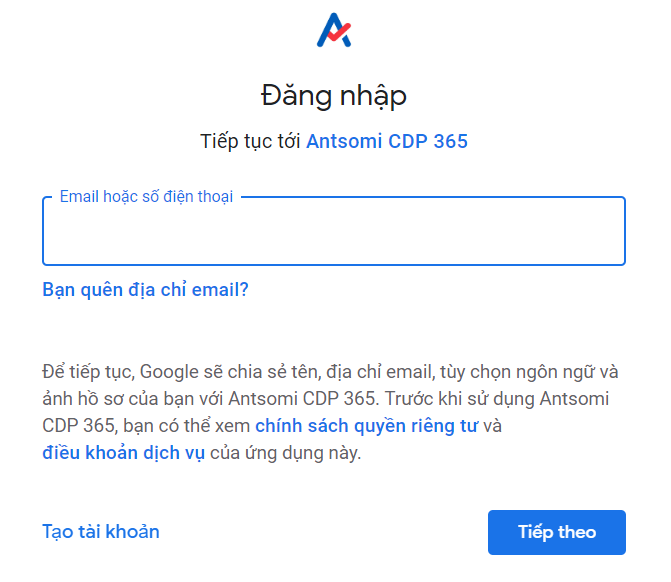 Đăng nhập
Tiếp tục tới Antsomi CDP 365
Email hoặc số điện thoại
Bạn quên địa chỉ email?
Để tiếp tục, Google sẽ chia sẻ tên, địa chỉ email, tùy chọn ngôn ngữ và
ảnh hồ sơ của bạn với Antsomi CDP 365. Trước khi sử dụng Antsomi
CDP 365, bạn có thể xem chính sách quyền riêng tư và
điều khoản dịch vụ của ứng dụng này.
Tạo tài khoản
Tiếp theo